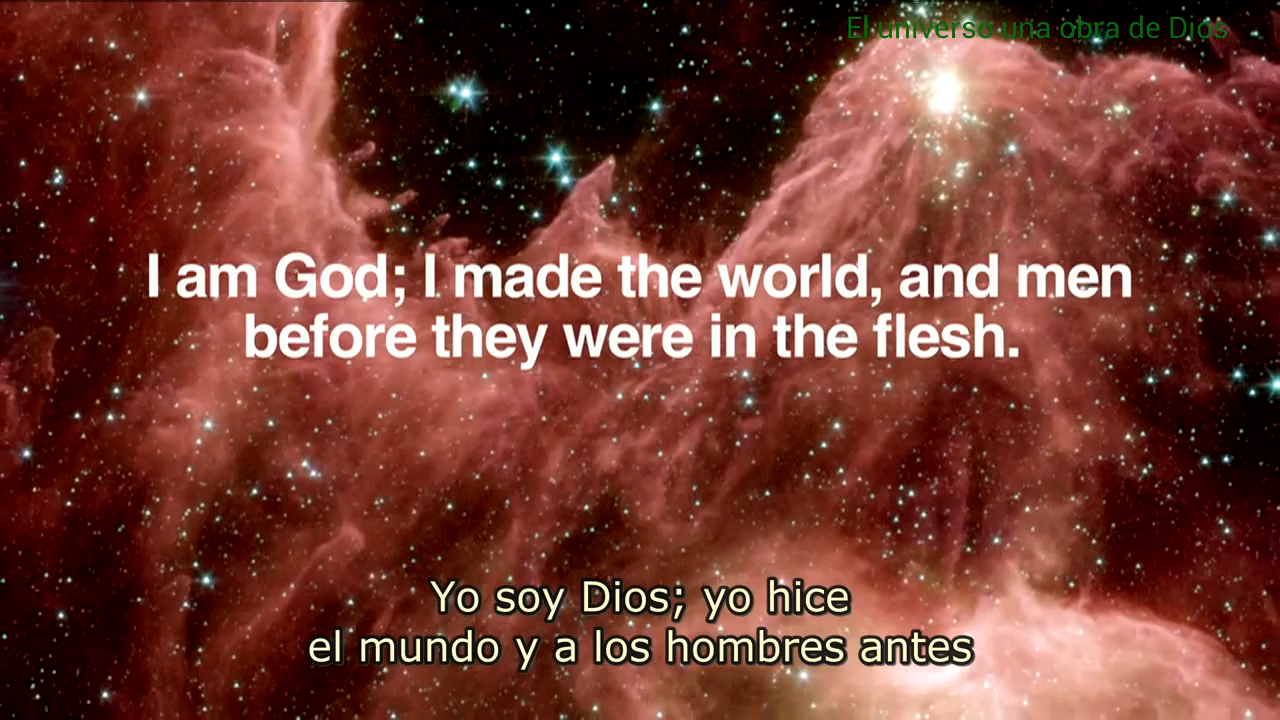 El universo una obra de Dios
I am God; I made the world, and men
before they were in the flesh.
Yo soy Dios; yo hice
el mundo y a los hombres antes